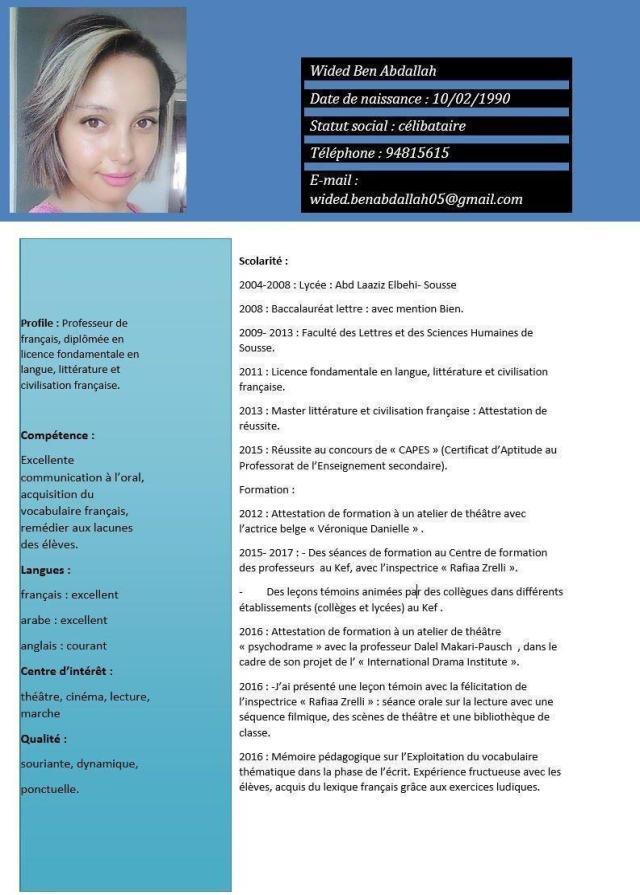 Wided Ben Abdallah
Date de naissance : 10/02/1990
Statut social : célibataire
Téléphone : 94815615
E-mail :
wided.benabdallah05@gmail.com
Profile : Professeur de
français, diplômée en
licence fondamentale en
langue, littérature et
civilisation française.
Compétence :
Excellente
communication à l'oral,
acquisition du
vocabulaire français,
remédier aux lacunes
des élèves.
Langues :
français : excellent
arabe : excellent
anglais : courant
Centre d'intérêt :
théâtre, cinéma, lecture,
marche
Qualité :
souriante, dynamique,
ponctuelle.
Scolarité :
2004-2008 : Lycée : Abd Laaziz Elbehi- Sousse
2008 : Baccalauréat lettre : avec mention Bien.
2009- 2013 : Faculté des Lettres et des Sciences Humaines de
Sousse.
2011 : Licence fondamentale en langue, littérature et civilisation
française.
2013 : Master littérature et civilisation française : Attestation de
réussite.
2015 : Réussite au concours de « CAPES » (Certificat d'Aptitude au
Professorat de l'Enseignement secondaire).
Formation :
2012 : Attestation de formation à un atelier de théâtre avec
l'actrice belge « Véronique Danielle » .
2015- 2017 : - Des séances de formation au Centre de formation
des professeurs au Kef, avec l'inspectrice « Rafiaa Zrelli ».
- Des leçons témoins animées par des collègues dans différents
établissements (collèges et lycées) au Kef .
2016 : Attestation de formation à un atelier de théâtre
« psychodrame » avec la professeur Dalel Makari-Pausch , dans le
cadre de son projet de l' « International Drama Institute ».
2016 : -J'ai présenté une leçon témoin avec la félicitation de
l'inspectrice « Rafiaa Zrelli » : séance orale sur la lecture avec une
séquence filmique, des scènes de théâtre et une bibliothèque de
classe.
2016 : Mémoire pédagogique sur l'Exploitation du vocabulaire
thématique dans la phase de l'écrit. Expérience fructueuse avec les
élèves, acquis du lexique français grâce aux exercices ludiques.